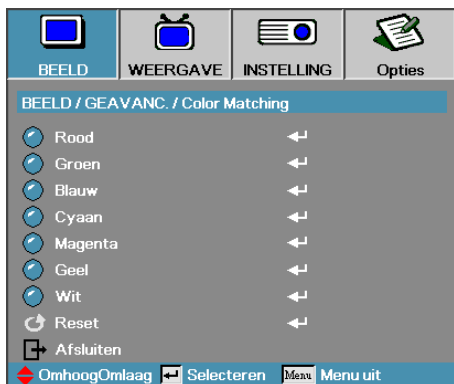 BEELD WEERGAVE INSTELLING Opties
BEELD / GEAVANC. / Color Matching
Rood
Groen
Blauw
Cyaan
Magenta
Geel
Wit
Reset
Afsluiten
OmhoogOmlaag Selecteren Menu Menu uit